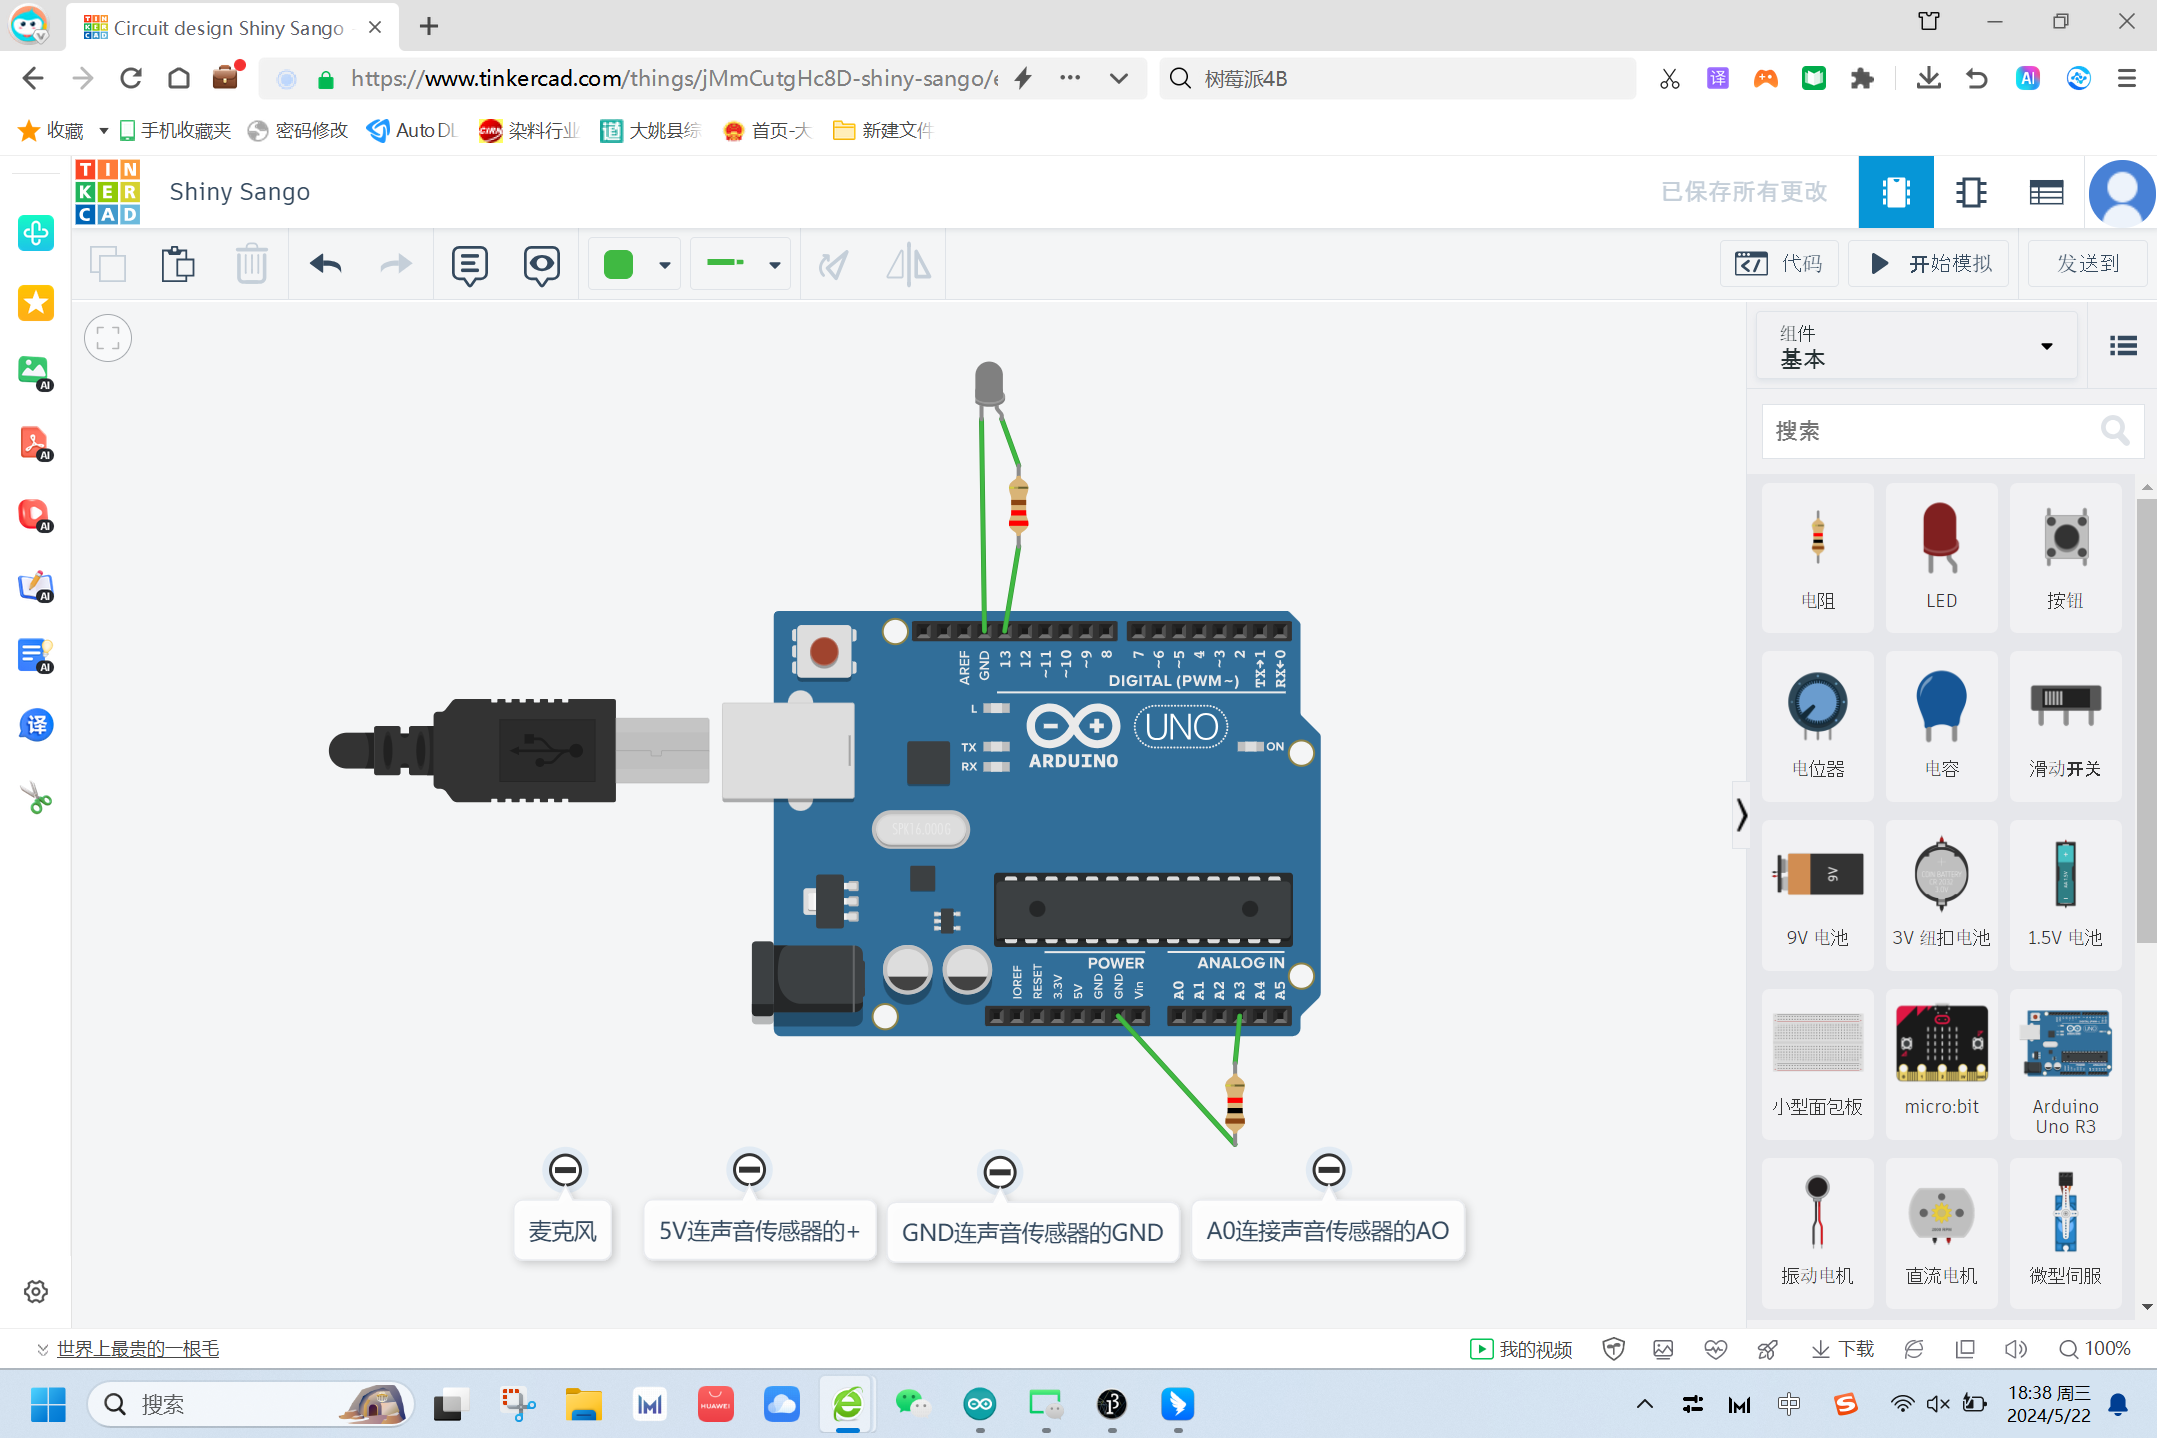 Circuit design Shiny Sango
https://www.tinkercad.com/things/jMmCutgHc8D-shiny-sango/e
树莓派4B
收藏
手机收藏夹
密码修改
AutoDL
染料行业
大姚县综
首页-大
新建文件
TINKERCAD
Shiny Sango
已保存所有更改
代码
开始模拟
发送到
组件
基本
搜索
电阻
LED
按钮
电位器
电容
滑动开关
9V 电池
3V 纽扣电池
1.5V 电池
小型面包板
micro:bit
Arduino
Uno R3
振动电机
直流电机
微型伺服
AREF
GND
13
12
~11
~10
~9
8
7
~6
~5
4
~3
2
TX→1
RX←0
DIGITAL (PWM~)
L
TX
RX
ARDUINO
UNO
ON
SPK16.000G
POWER
ANALOG IN
IOREF
RESET
3.3V
5V
GND
GND
Vin
A0
A1
A2
A3
A4
A5
麦克风
5V连声音传感器的+
GND连声音传感器的GND
A0连接声音传感器的AO
世界上最贵的一根毛
我的视频
下载
100%
搜索
HUAWEI
中
18:38 周三
2024/5/22